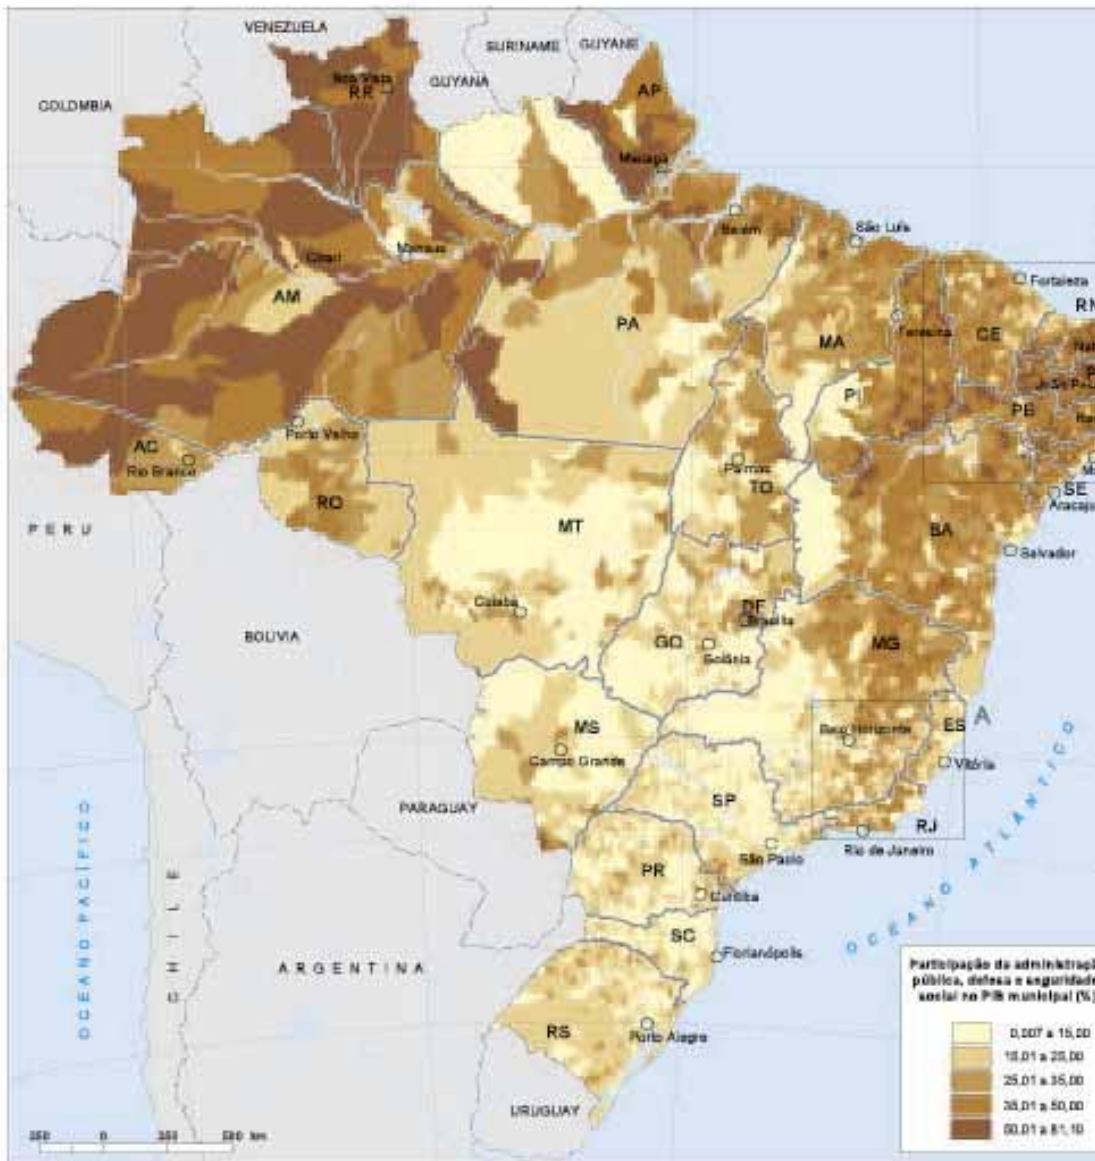 VENEZUELA
SURINAME
GUYANE
GUYANA
COLOMBIA
Boa Vista
RR
AP
Macapá
Belém
São Luís
Manaus
Coari
AM
PA
MA
Teresina
CE
Fortaleza
RN
PI
PE
AC
Rio Branco
Porto Velho
RO
Palmas
TO
SE
Aracaju
BA
Salvador
PERU
MT
Cuiabá
DF
Brasília
GO
Goiânia
MG
BOLIVIA
MS
Campo Grande
Belo Horizonte
ES
A
Vitória
SP
PARAGUAY
RJ
Rio de Janeiro
São Paulo
PR
Curitiba
SC
Florianópolis
OCEANO PACÍFICO
CHILE
ARGENTINA
OCEANO ATLÂNTICO
RS
Porto Alegre
URUGUAY
Participação da administraçã
pública, defesa e seguridade
social no PIB municipal (%)
0,007 a 15,00
15,01 a 25,00
25,01 a 35,00
35,01 a 50,00
50,01 a 81,10
0
km